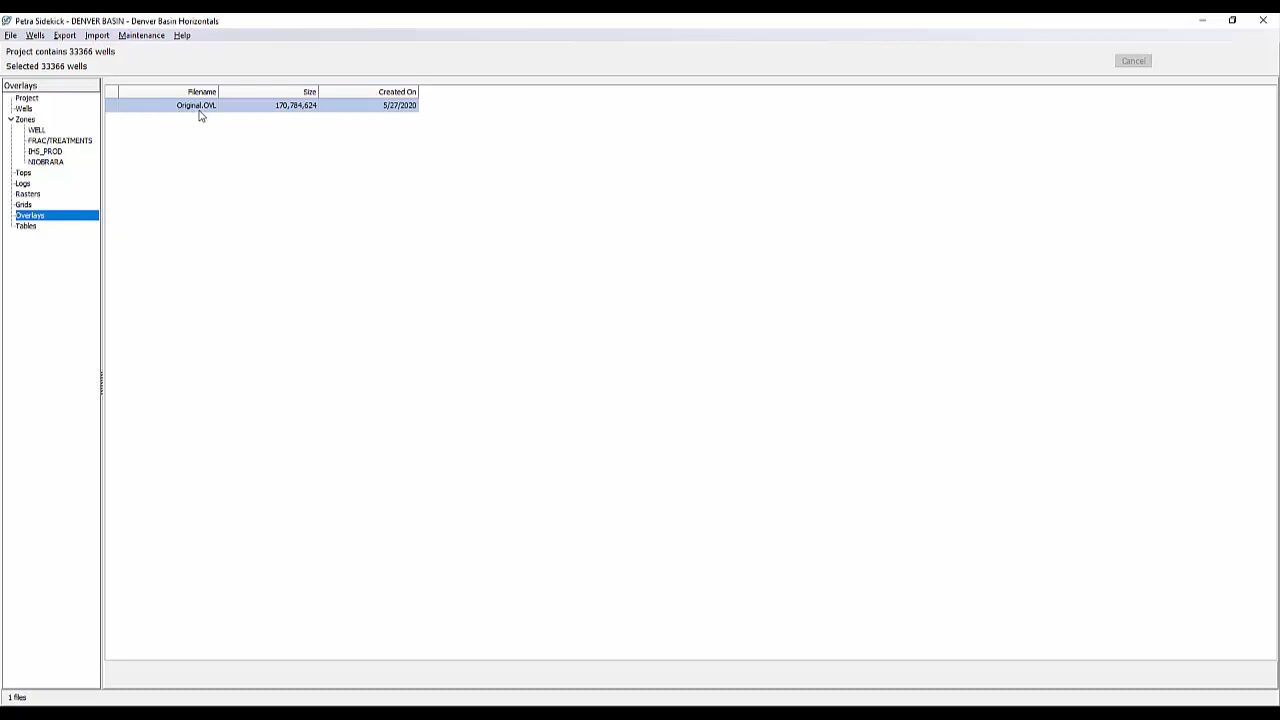 Petra Sidekick - DENVER BASIN - Denver Basin Horizontals
File Wells Export Import Maintenance Help
Project contains 33366 wells
Selected 33366 wells
Cancel
Overlays
Project
Wells
Zones
WELL
FRAC/TREATMENTS
IHS_PROD
NIOBRARA
Tops
Logs
Rasters
Grids
Overlays
Tables
Filename Size Created On
Original.OVL 170,784,624 5/27/2020
1 files